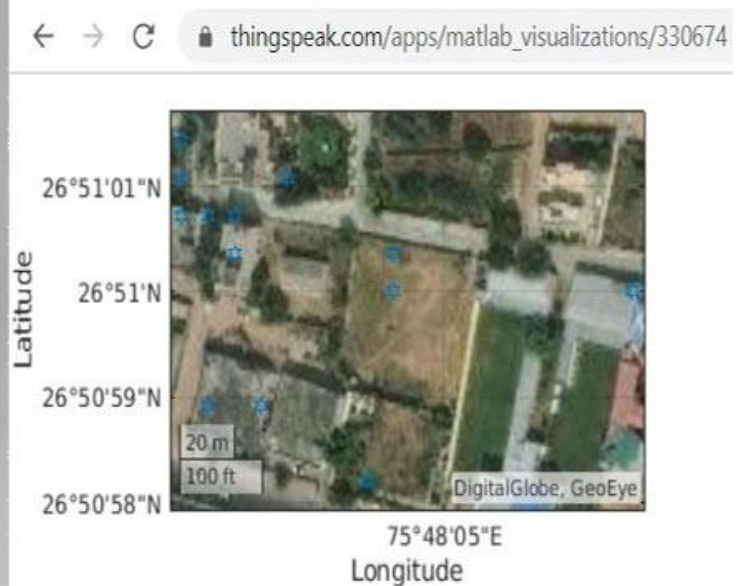 thingspeak.com/apps/matlab_visualizations/330674
26°51'01"N
26°51'N
26°50'59"N
26°50'58"N
Latitude
20 m
100 ft
DigitalGlobe, GeoEye
75°48'05"E
Longitude